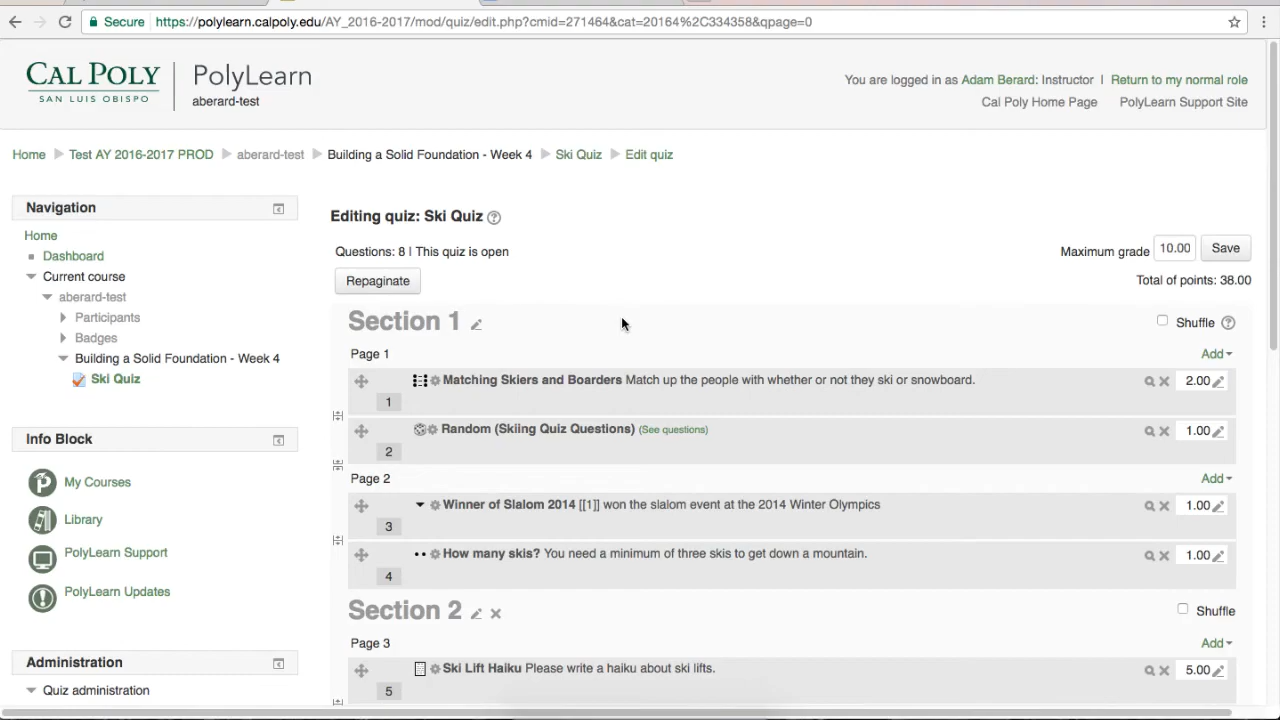 Secure https://polylearn.calpoly.edu/AY_2016-2017/mod/quiz/edit.php?cmid=271464&cat=20164%2C334358&qpage=0
CAL POLY
SAN LUIS OBISPO
PolyLearn
aberard-test
You are logged in as Adam Berard: Instructor | Return to my normal role
Cal Poly Home Page PolyLearn Support Site
Home Test AY 2016-2017 PROD aberard-test Building a Solid Foundation - Week 4 Ski Quiz Edit quiz
Navigation
Home
Dashboard
Current course
aberard-test
Participants
Badges
Building a Solid Foundation - Week 4
Ski Quiz
Info Block
My Courses
Library
PolyLearn Support
PolyLearn Updates
Administration
Quiz administration
Editing quiz: Ski Quiz
Questions: 8 | This quiz is open
Maximum grade 10.00 Save
Repaginate
Total of points: 38.00
Section 1
Shuffle
Page 1
Add
Matching Skiers and Boarders Match up the people with whether or not they ski or snowboard. 2.00
1
Random (Skiing Quiz Questions) (See questions) 1.00
2
Page 2
Add
Winner of Slalom 2014 [[1]] won the slalom event at the 2014 Winter Olympics 1.00
3
How many skis? You need a minimum of three skis to get down a mountain. 1.00
4
Section 2
Shuffle
Page 3
Add
Ski Lift Haiku Please write a haiku about ski lifts. 5.00
5